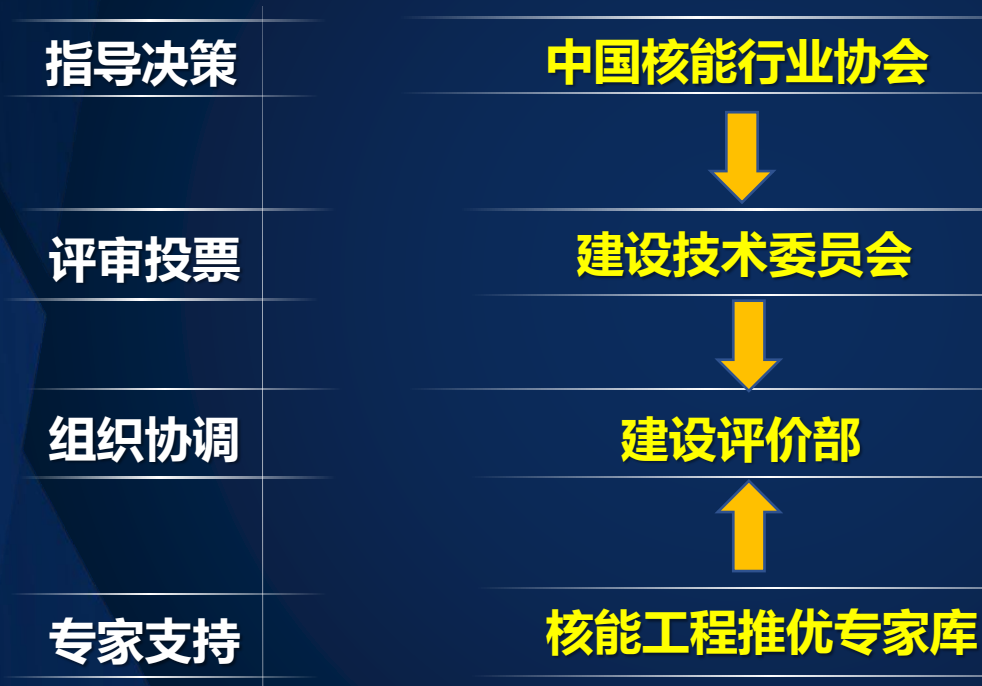 指导决策
中国核能行业协会
评审投票
建设技术委员会
组织协调
建设评价部
专家支持
核能工程推优专家库